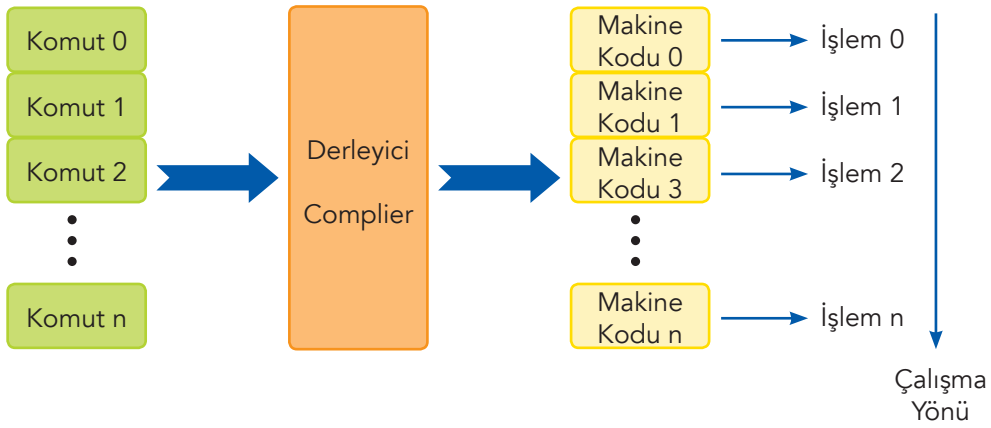 Komut 0
Komut 1
Komut 2
Komut n
Derleyici
Complier
Makine
Kodu 0
Makine
Kodu 1
Makine
Kodu 3
Makine
Kodu n
İşlem 0
İşlem 1
İşlem 2
İşlem n
Çalışma
Yönü